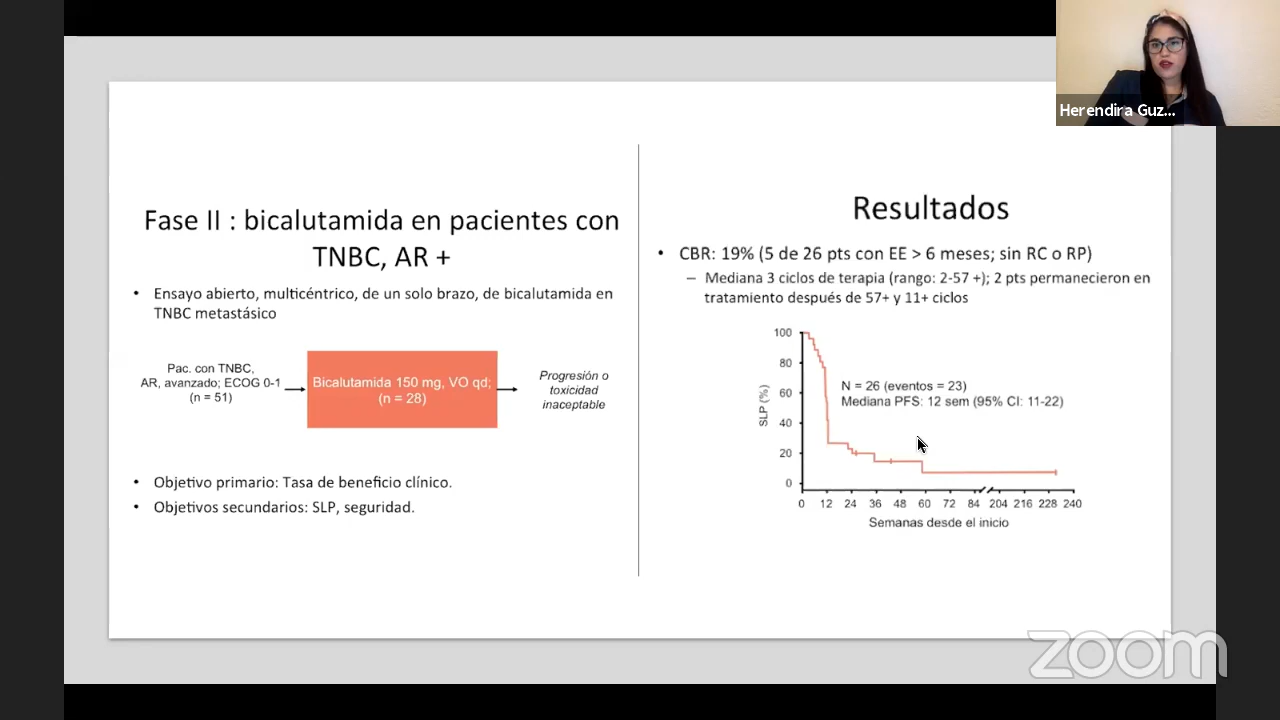 Herendira Guz...
Fase II : bicalutamida en pacientes con
TNBC, AR +
• Ensayo abierto, multicéntrico, de un solo brazo, de bicalutamida en
TNBC metastásico
Pac. con TNBC,
AR, avanzado; ECOG 0-1
(n = 51)
Bicalutamida 150 mg, VO qd;
(n = 28)
Progresión o
toxicidad
inaceptable
• Objetivo primario: Tasa de beneficio clínico.
• Objetivos secundarios: SLP, seguridad.
Resultados
• CBR: 19% (5 de 26 pts con EE > 6 meses; sin RC o RP)
– Mediana 3 ciclos de terapia (rango: 2-57 +); 2 pts permanecieron en
tratamiento después de 57+ y 11+ ciclos
SLP (%)
100
80
60
40
20
0
N = 26 (eventos = 23)
Mediana PFS: 12 sem (95% CI: 11-22)
0 12 24 36 48 60 72 84 204 216 228 240
Semanas desde el inicio
zoom